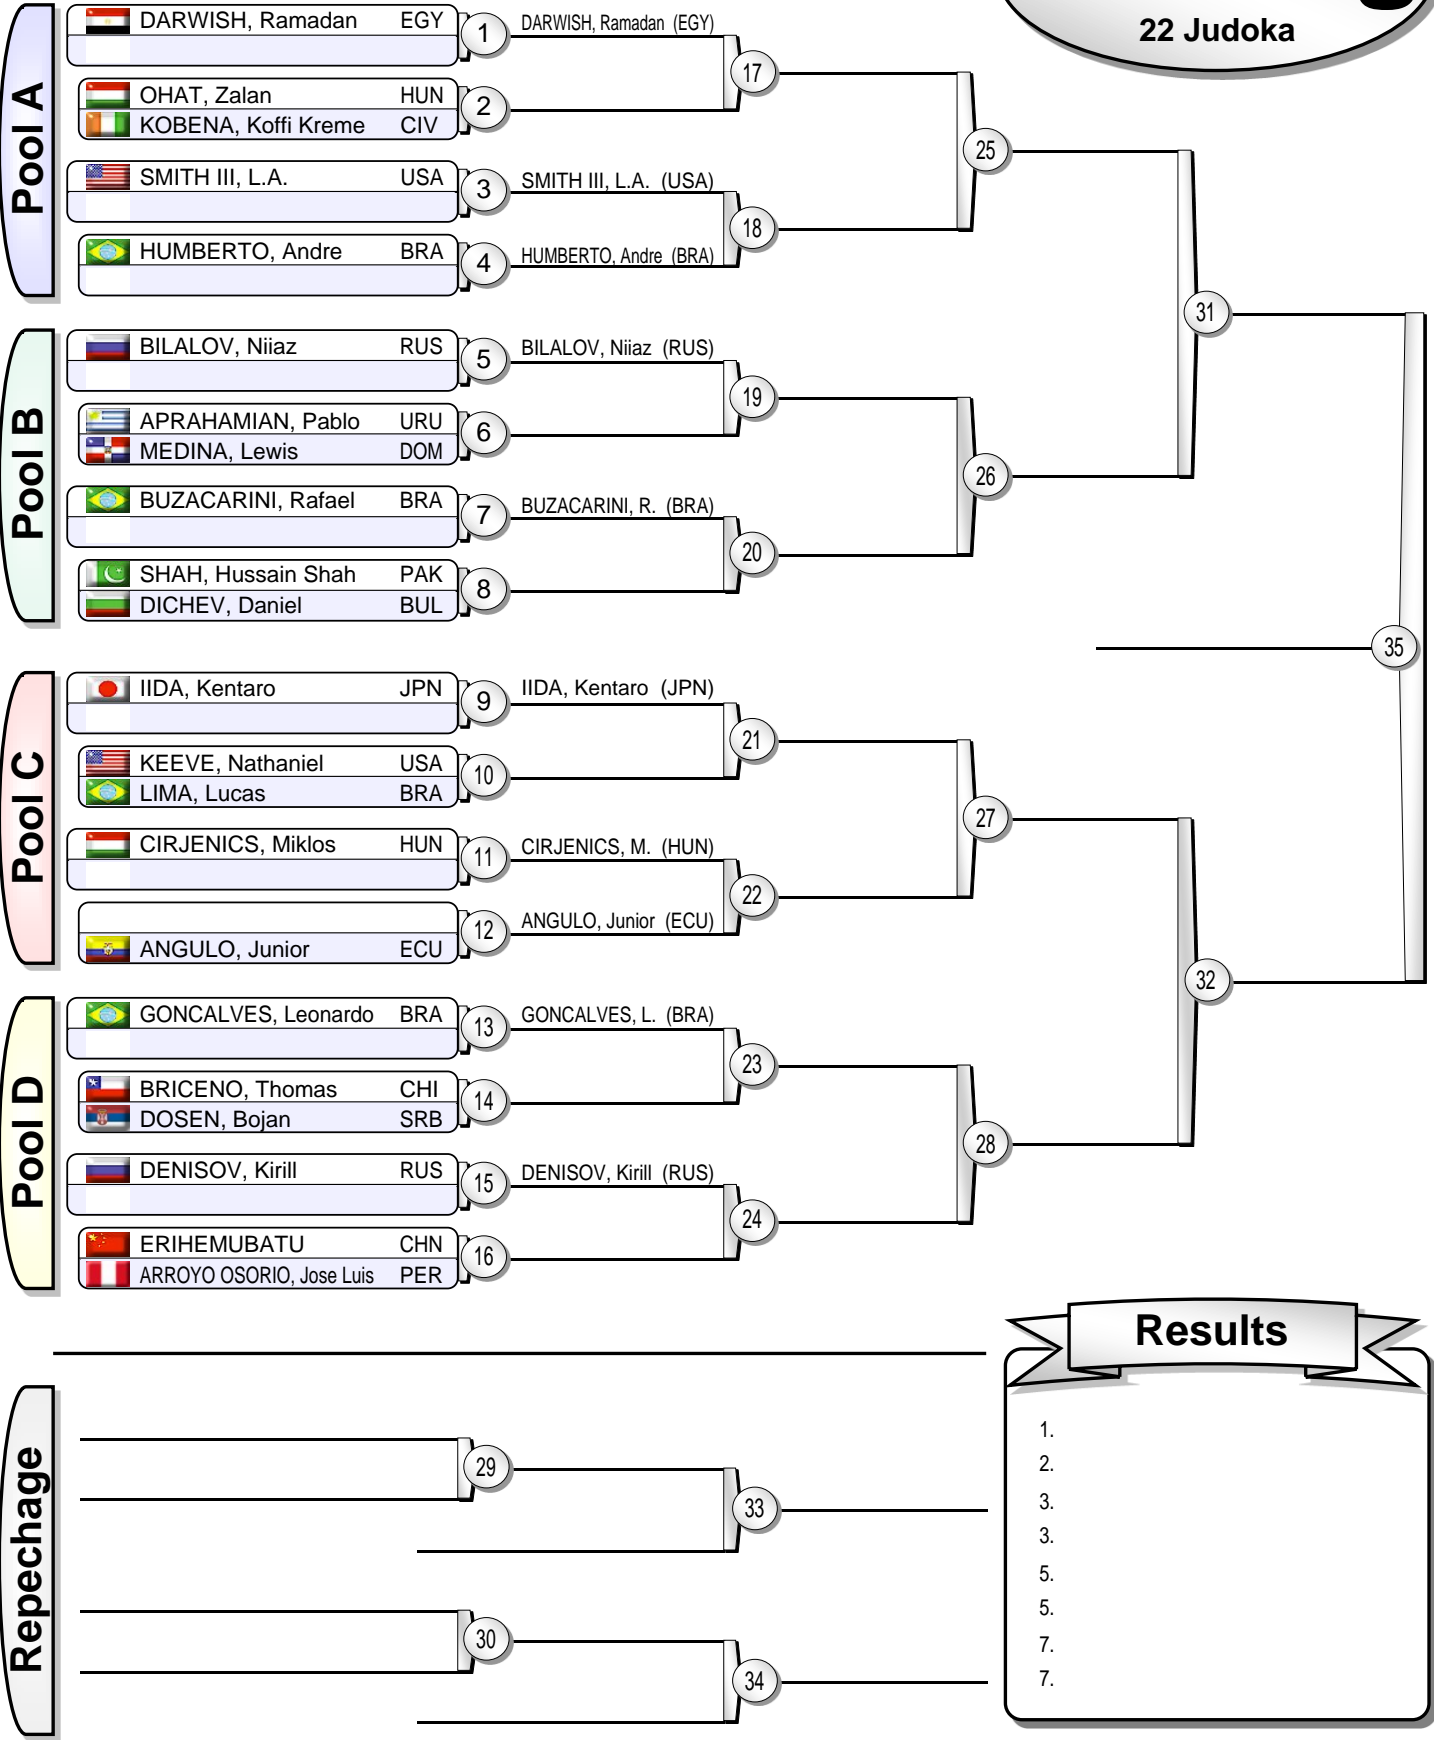 22 Judoka
Pool A
DARWISH, Ramadan EGY 1 DARWISH, Ramadan (EGY)
17
OHAT, Zalan HUN
KOBENA, Koffi Kreme CIV 2
25
SMITH III, L.A. USA 3 SMITH III, L.A. (USA)
18
HUMBERTO, Andre BRA 4 HUMBERTO, Andre (BRA)
31
Pool B
BILALOV, Niiaz RUS 5 BILALOV, Niiaz (RUS)
19
APRAHAMIAN, Pablo URU
MEDINA, Lewis DOM 6
26
BUZACARINI, Rafael BRA 7 BUZACARINI, R. (BRA)
20
SHAH, Hussain Shah PAK
DICHEV, Daniel BUL 8
35
Pool C
IIDA, Kentaro JPN 9 IIDA, Kentaro (JPN)
21
KEEVE, Nathaniel USA
LIMA, Lucas BRA 10
27
CIRJENICS, Miklos HUN 11 CIRJENICS, M. (HUN)
22
12 ANGULO, Junior (ECU)
ANGULO, Junior ECU
32
Pool D
GONCALVES, Leonardo BRA 13 GONCALVES, L. (BRA)
23
BRICENO, Thomas CHI
DOSEN, Bojan SRB 14
28
DENISOV, Kirill RUS 15 DENISOV, Kirill (RUS)
24
ERIHEMUBATU CHN
ARROYO OSORIO, Jose Luis PER 16
Repechage
29
33
30
34
Results
1.
2.
3.
3.
5.
5.
7.
7.